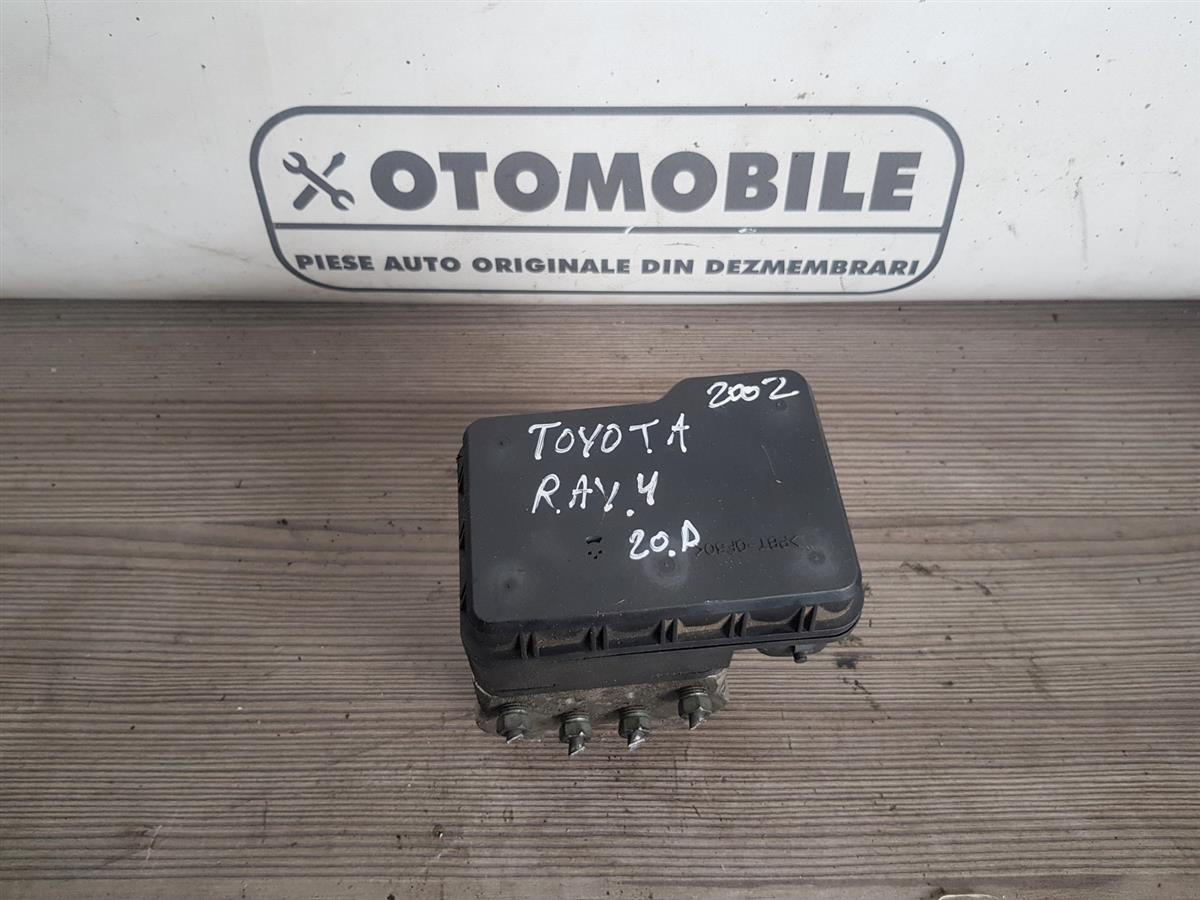 OTOMOBILE
PIESE AUTO ORIGINALE DIN DEZMEMBRARI
2002
TOYOTA
RAV.4
20.D